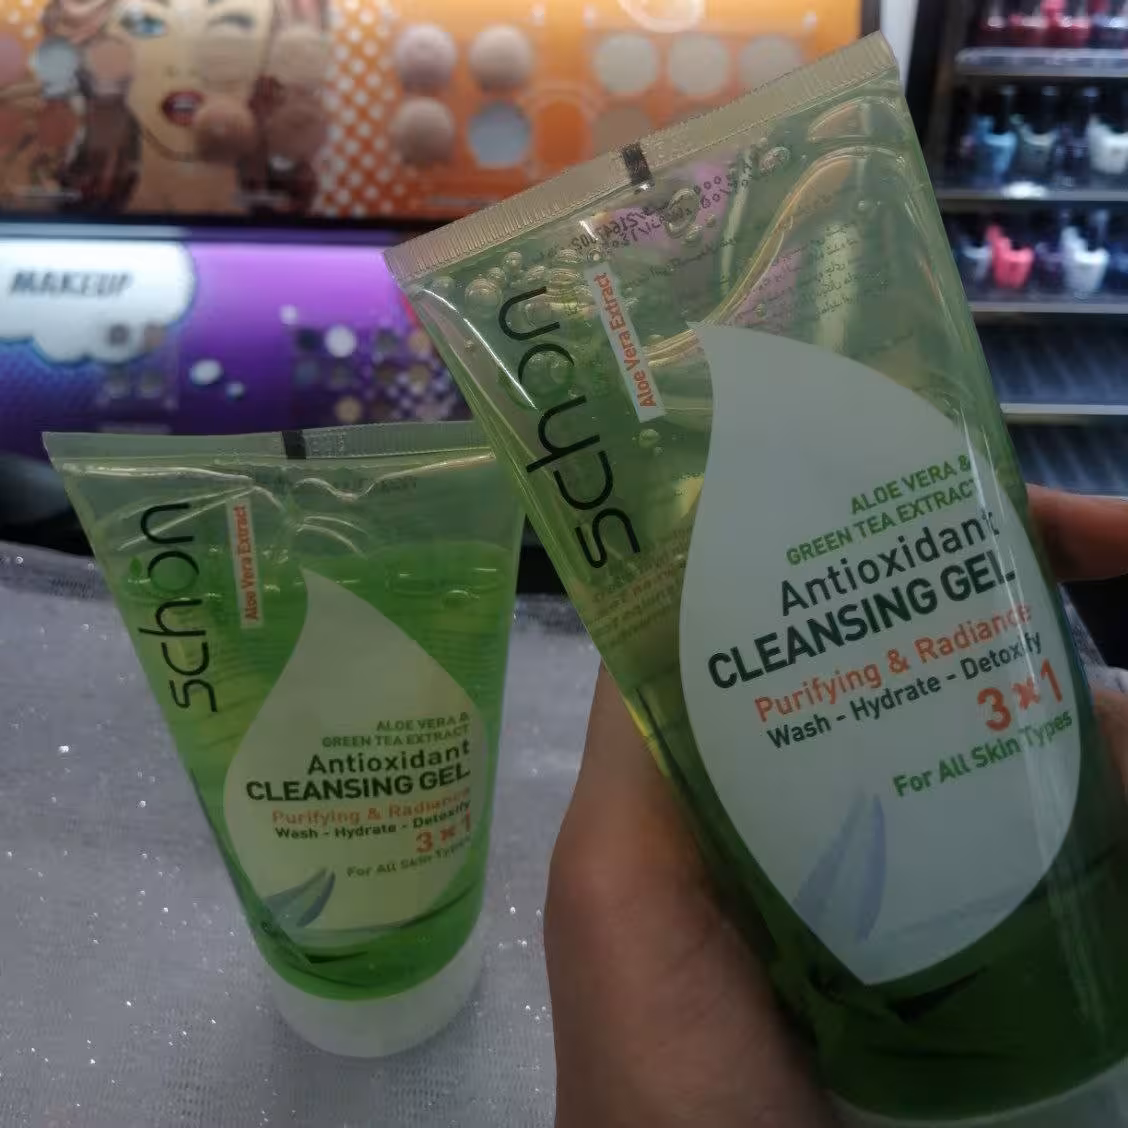 MAKEUP
schon
Aloe Vera Extract
ALOE VERA &
GREEN TEA EXTRACT
Antioxidant
CLEANSING GEL
Purifying & Radiance
Wash - Hydrate - Detoxify
3 x 1
For All Skin Types
schon
Aloe Vera Extract
ALOE VERA &
GREEN TEA EXTRACT
Antioxidant
CLEANSING GEL
Purifying & Radiance
Wash - Hydrate - Detoxify
3 x 1
For All Skin Types